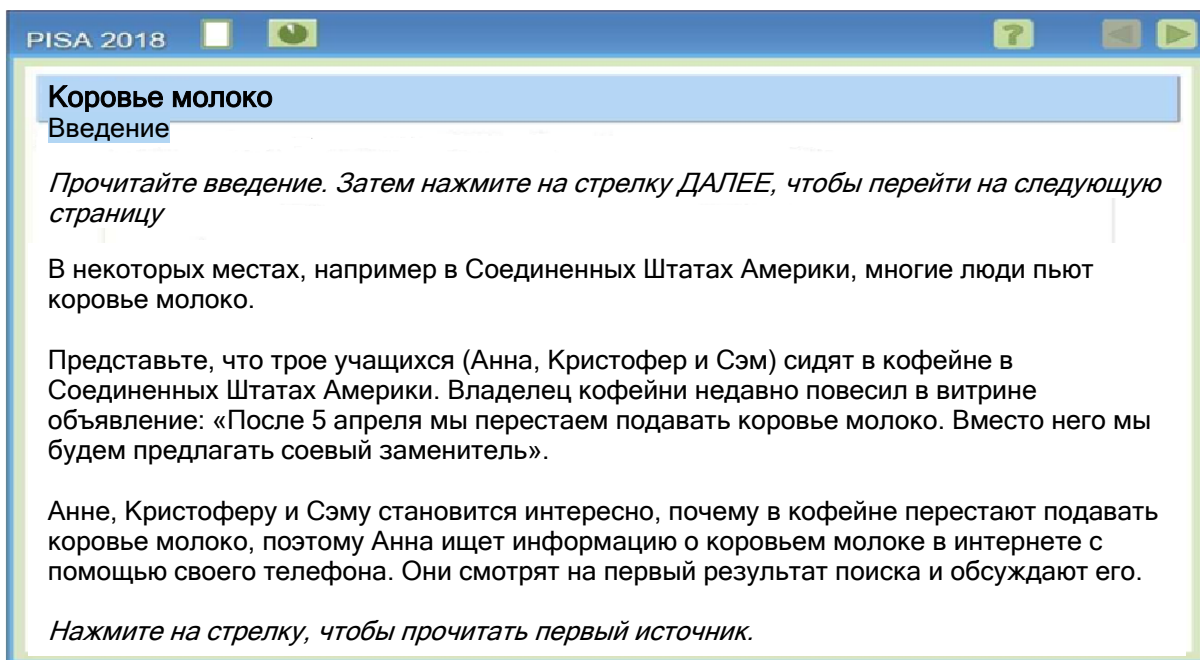 PISA 2018
?
Коровье молоко
Введение
Прочитайте введение. Затем нажмите на стрелку ДАЛЕЕ, чтобы перейти на следующую
страницу
В некоторых местах, например в Соединенных Штатах Америки, многие люди пьют
коровье молоко.
Представьте, что трое учащихся (Анна, Кристофер и Сэм) сидят в кофейне в
Соединенных Штатах Америки. Владелец кофейни недавно повесил в витрине
объявление: «После 5 апреля мы перестаем подавать коровье молоко. Вместо него мы
будем предлагать соевый заменитель».
Анне, Кристоферу и Сэму становится интересно, почему в кофейне перестают подавать
коровье молоко, поэтому Анна ищет информацию о коровьем молоке в интернете с
помощью своего телефона. Они смотрят на первый результат поиска и обсуждают его.
Нажмите на стрелку, чтобы прочитать первый источник.